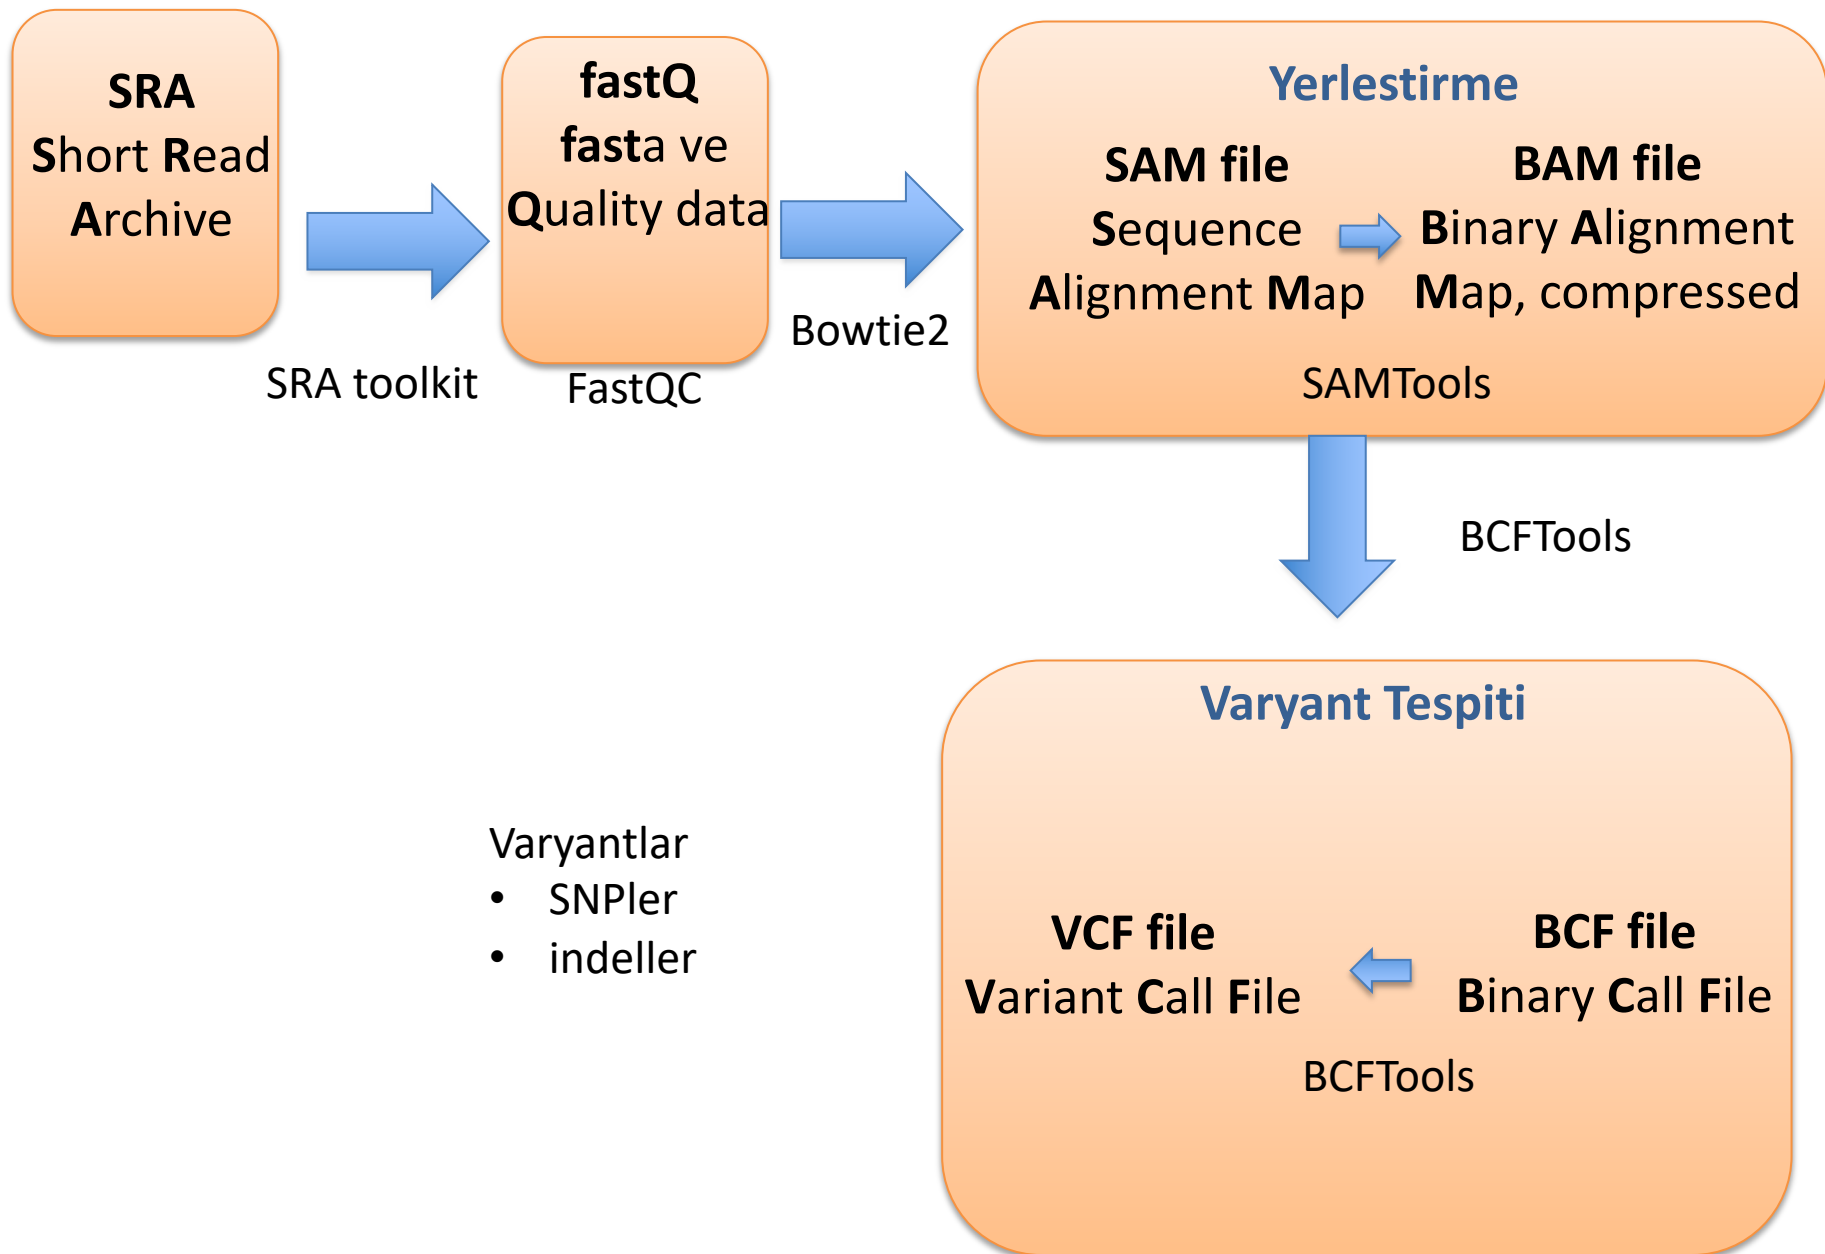 SRA
Short Read
Archive
SRA toolkit
fastQ
fasta ve
Quality data
FastQC
Bowtie2
Yerlestirme
SAM file
Sequence
Alignment Map
BAM file
Binary Alignment
Map, compressed
SAMTools
BCFTools
Varyant Tespiti
VCF file
Variant Call File
BCF file
Binary Call File
BCFTools
Varyantlar
• SNPler
• indeller